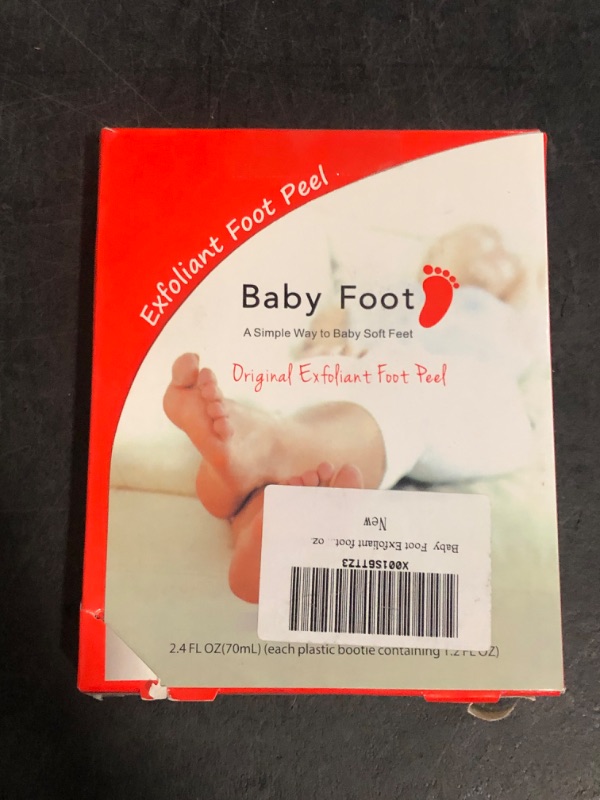 Exfoliant Foot Peel
Baby Foot
A Simple Way to Baby Soft Feet
Original Exfoliant Foot Peel
X001S6TTZ3
Baby Foot Exfoliant foot. oz.
New
2.4 FL OZ(70mL) (each plastic bootie containing 1.2 FL OZ)